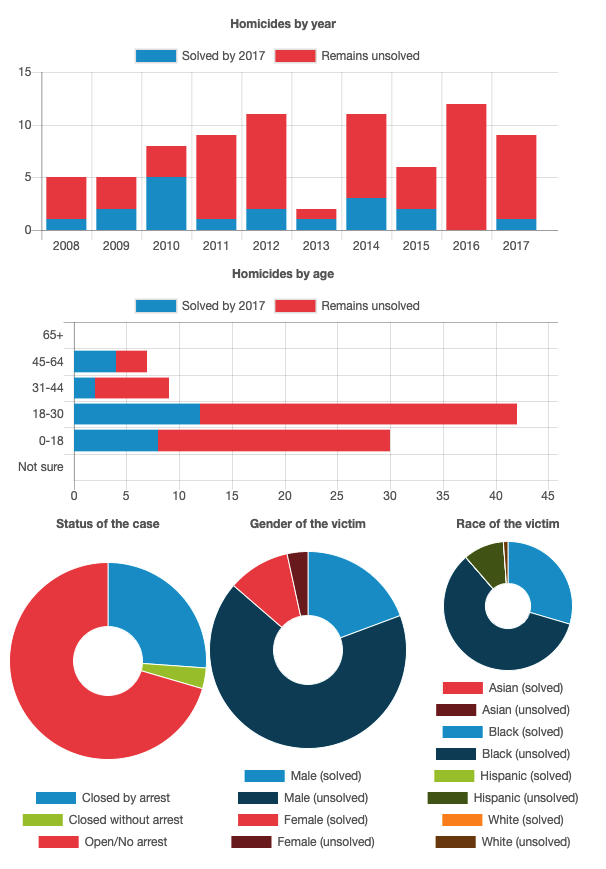 Homicides by year
Solved by 2017 Remains unsolved
15
10
5
0
2008 2009 2010 2011 2012 2013 2014 2015 2016 2017
Homicides by age
Solved by 2017 Remains unsolved
65+
45-64
31-44
18-30
0-18
Not sure
0 5 10 15 20 25 30 35 40 45
Status of the case
Closed by arrest
Closed without arrest
Open/No arrest
Gender of the victim
Male (solved)
Male (unsolved)
Female (solved)
Female (unsolved)
Race of the victim
Asian (solved)
Asian (unsolved)
Black (solved)
Black (unsolved)
Hispanic (solved)
Hispanic (unsolved)
White (solved)
White (unsolved)